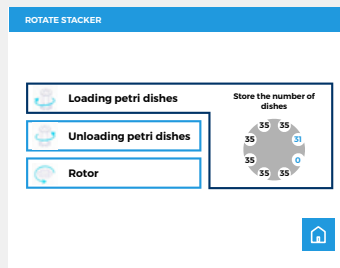 ROTATE STACKER
Loading petri dishes
Store the number of
dishes
35 35
35 31
Unloading petri dishes
35 0
35 35
Rotor